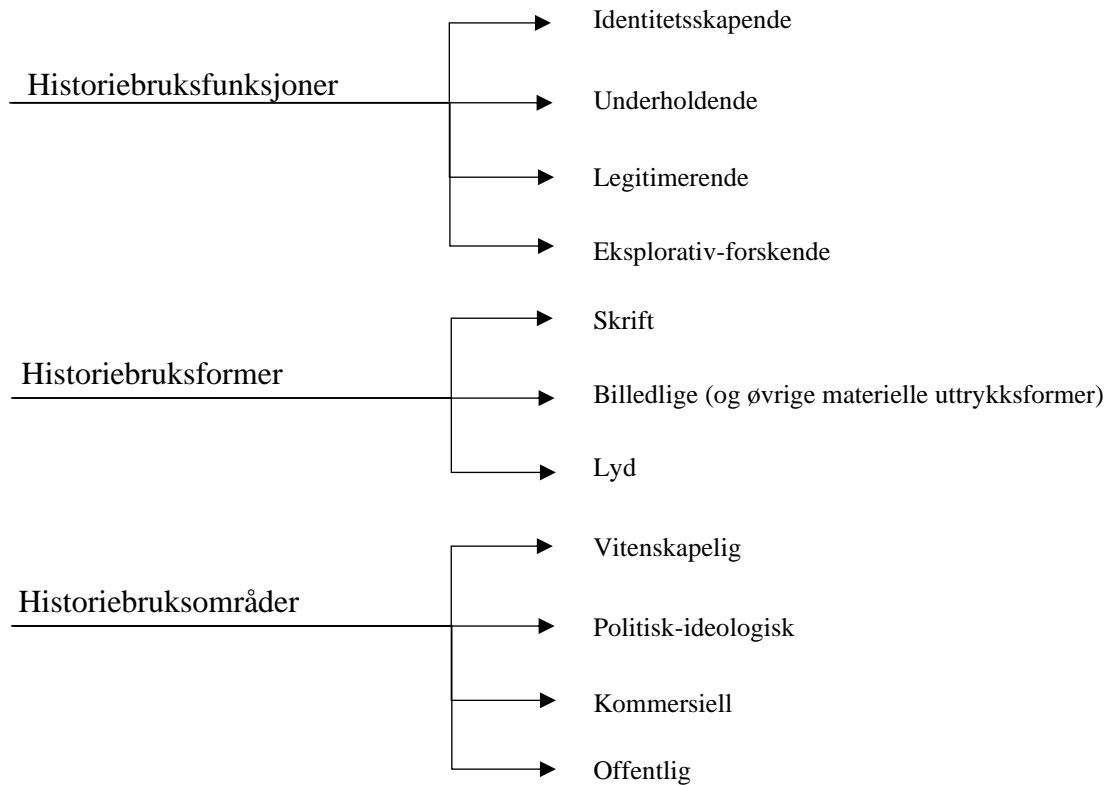 Identitetsskapende
Historiebruksfunksjoner
Underholdende
Legitimerende
Eksplorativ-forskende
Skrift
Historiebruksformer
Billedlige (og øvrige materielle uttrykksformer)
Lyd
Vitenskapelig
Historiebruksområder
Politisk-ideologisk
Kommersiell
Offentlig